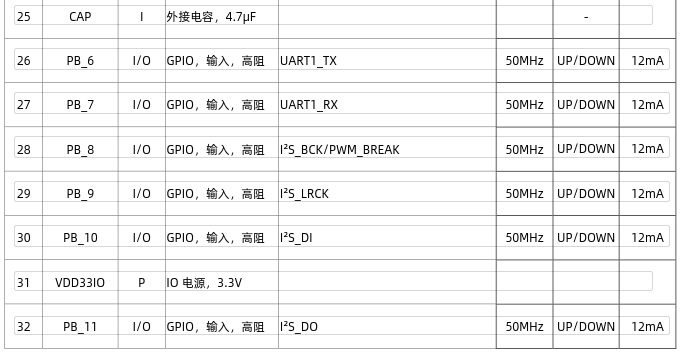 25 CAP I 外接电容，4.7μF -
26 PB_6 I/O GPIO，输入，高阻 UART1_TX 50MHz UP/DOWN 12mA
27 PB_7 I/O GPIO，输入，高阻 UART1_RX 50MHz UP/DOWN 12mA
28 PB_8 I/O GPIO，输入，高阻 I²S_BCK/PWM_BREAK 50MHz UP/DOWN 12mA
29 PB_9 I/O GPIO，输入，高阻 I²S_LRCK 50MHz UP/DOWN 12mA
30 PB_10 I/O GPIO，输入，高阻 I²S_DI 50MHz UP/DOWN 12mA
31 VDD33IO P IO 电源，3.3V
32 PB_11 I/O GPIO，输入，高阻 I²S_DO 50MHz UP/DOWN 12mA